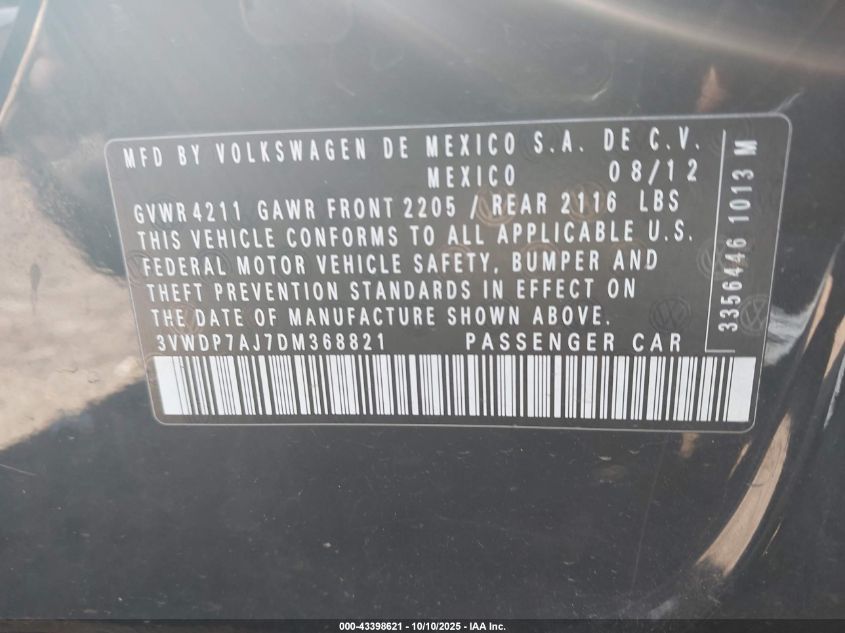 MFD BY VOLKSWAGEN DE MEXICO S.A. DE C.V.
MEXICO 08/12
GVWR 4211 GAWR FRONT 2205 / REAR 2116 LBS
THIS VEHICLE CONFORMS TO ALL APPLICABLE U.S.
FEDERAL MOTOR VEHICLE SAFETY, BUMPER AND
THEFT PREVENTION STANDARDS IN EFFECT ON
THE DATE OF MANUFACTURE SHOWN ABOVE.
3VWDP7AJ7DM368821 PASSENGER CAR
3356446 1013 M
000-43398621 - 10/10/2025 - IAA Inc.